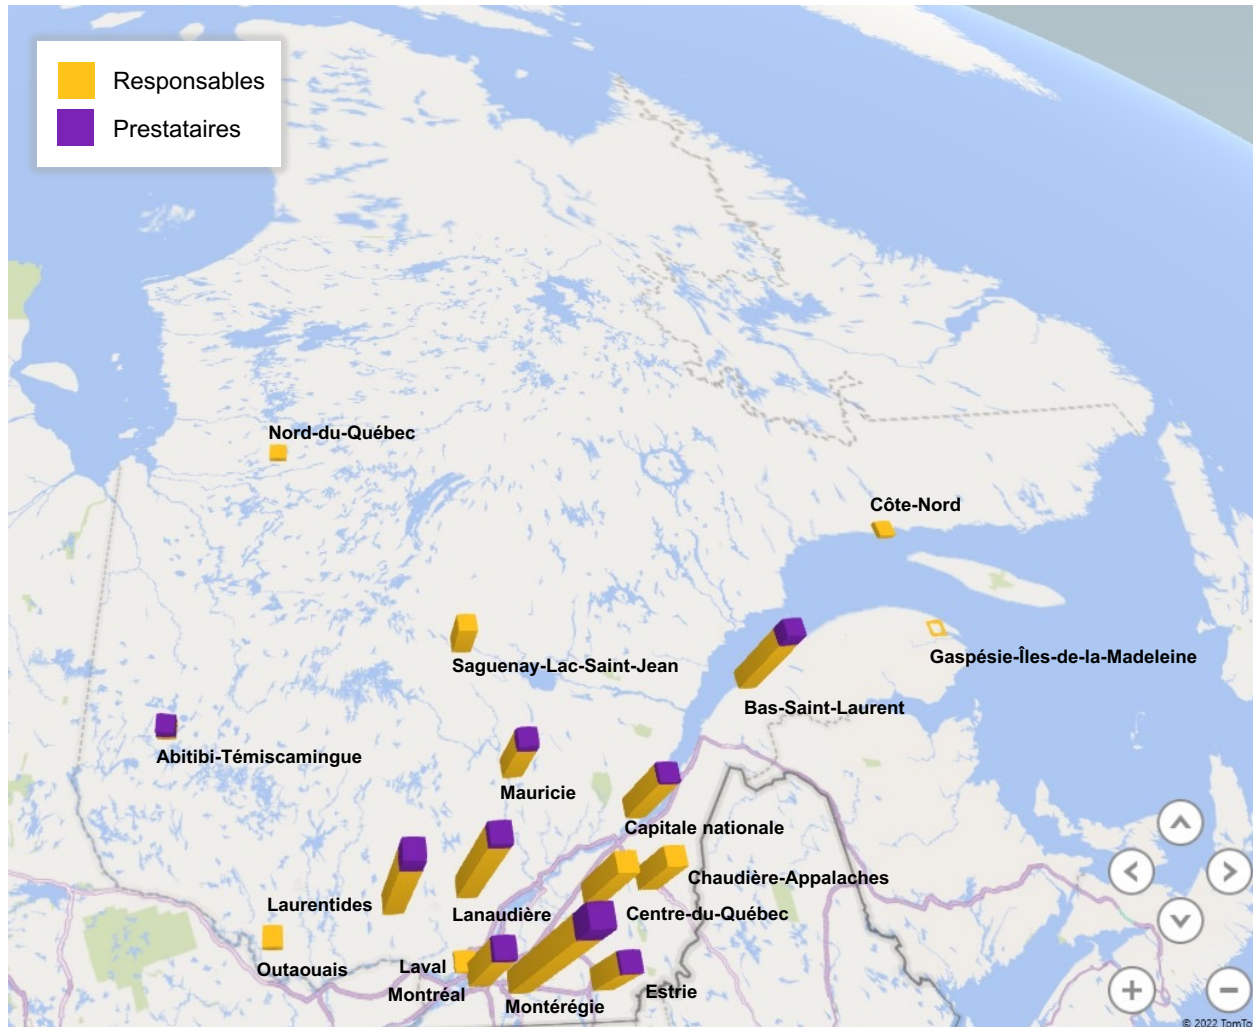 Responsables
Prestataires
Nord-du-Québec
Côte-Nord
Saguenay-Lac-Saint-Jean
Gaspésie-Îles-de-la-Madeleine
Bas-Saint-Laurent
Abitibi-Témiscamingue
Mauricie
Capitale nationale
Chaudière-Appalaches
Laurentides
Lanaudière
Centre-du-Québec
Outaouais
Laval
Montréal
Montérégie
Estrie
© 2022 TomTo